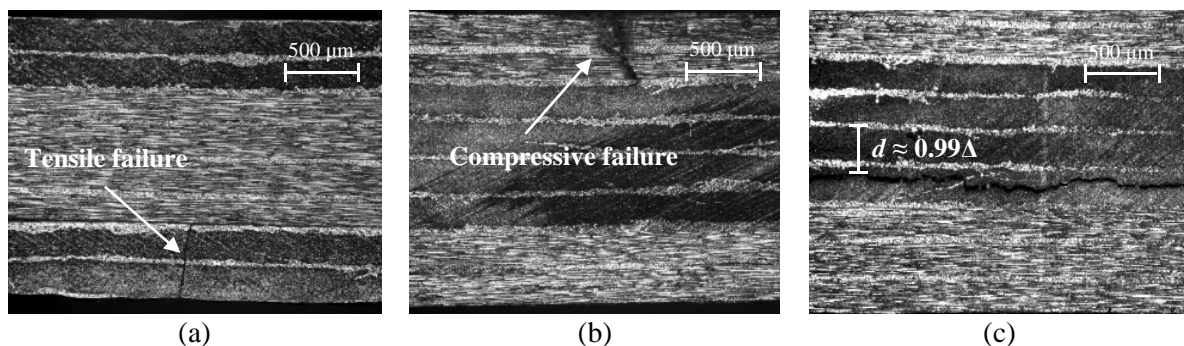 500 μm
Tensile failure
(a)
500 μm
Compressive failure
(b)
500 μm
d ≈ 0.99Δ
(c)